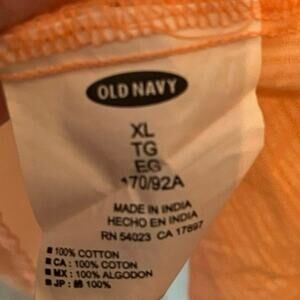 OLD NAVY
XL
TG
EG
170/92A
MADE IN INDIA
HECHO EN INDIA
RN 54023 CA 17897
■ 100% COTTON
■ CA : 100% COTON
■ MX : 100% ALGODON
■ JP : 綿 100%